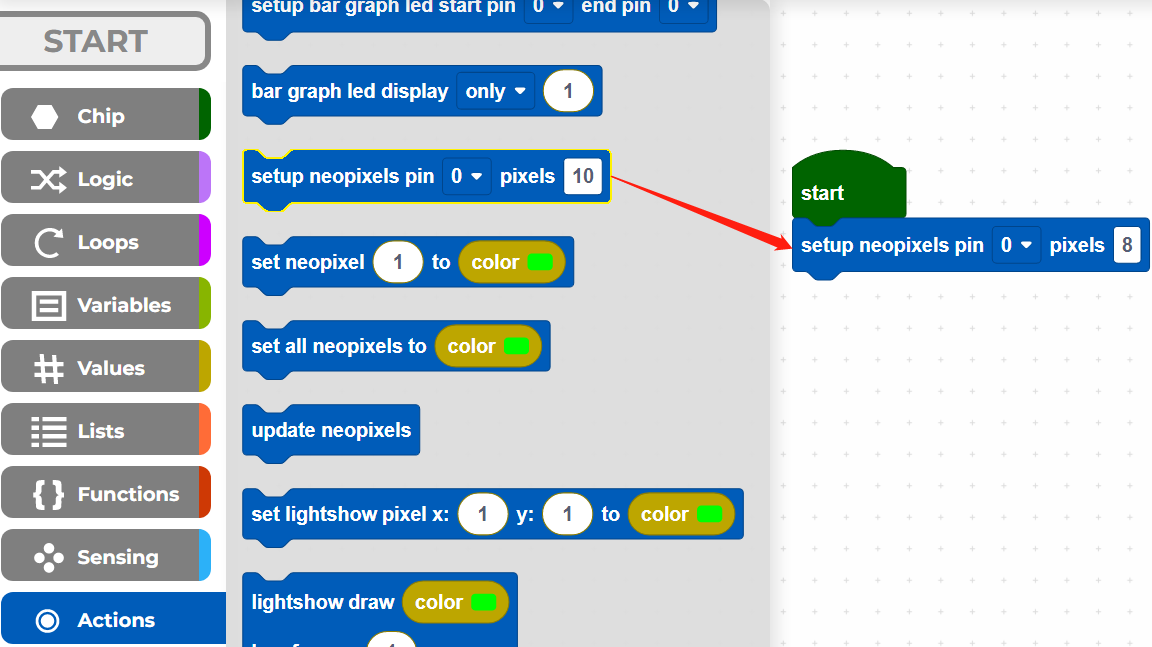 START
Chip
Logic
Loops
Variables
Values
Lists
Functions
Sensing
Actions
setup bar graph led start pin 0 end pin 0
bar graph led display only 1
setup neopixels pin 0 pixels 10
set neopixel 1 to color
set all neopixels to color
update neopixels
set lightshow pixel x: 1 y: 1 to color
lightshow draw color
start
setup neopixels pin 0 pixels 8